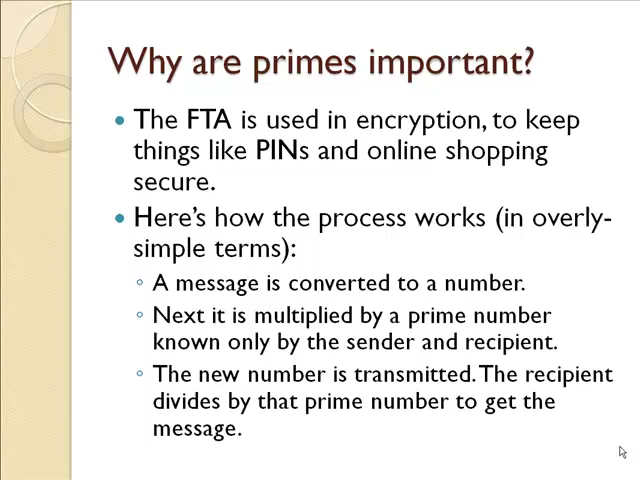 Why are primes important?
The FTA is used in encryption, to keep
things like PINs and online shopping
secure.
Here's how the process works (in overly-
simple terms):
A message is converted to a number.
Next it is multiplied by a prime number
known only by the sender and recipient.
The new number is transmitted. The recipient
divides by that prime number to get the
message.